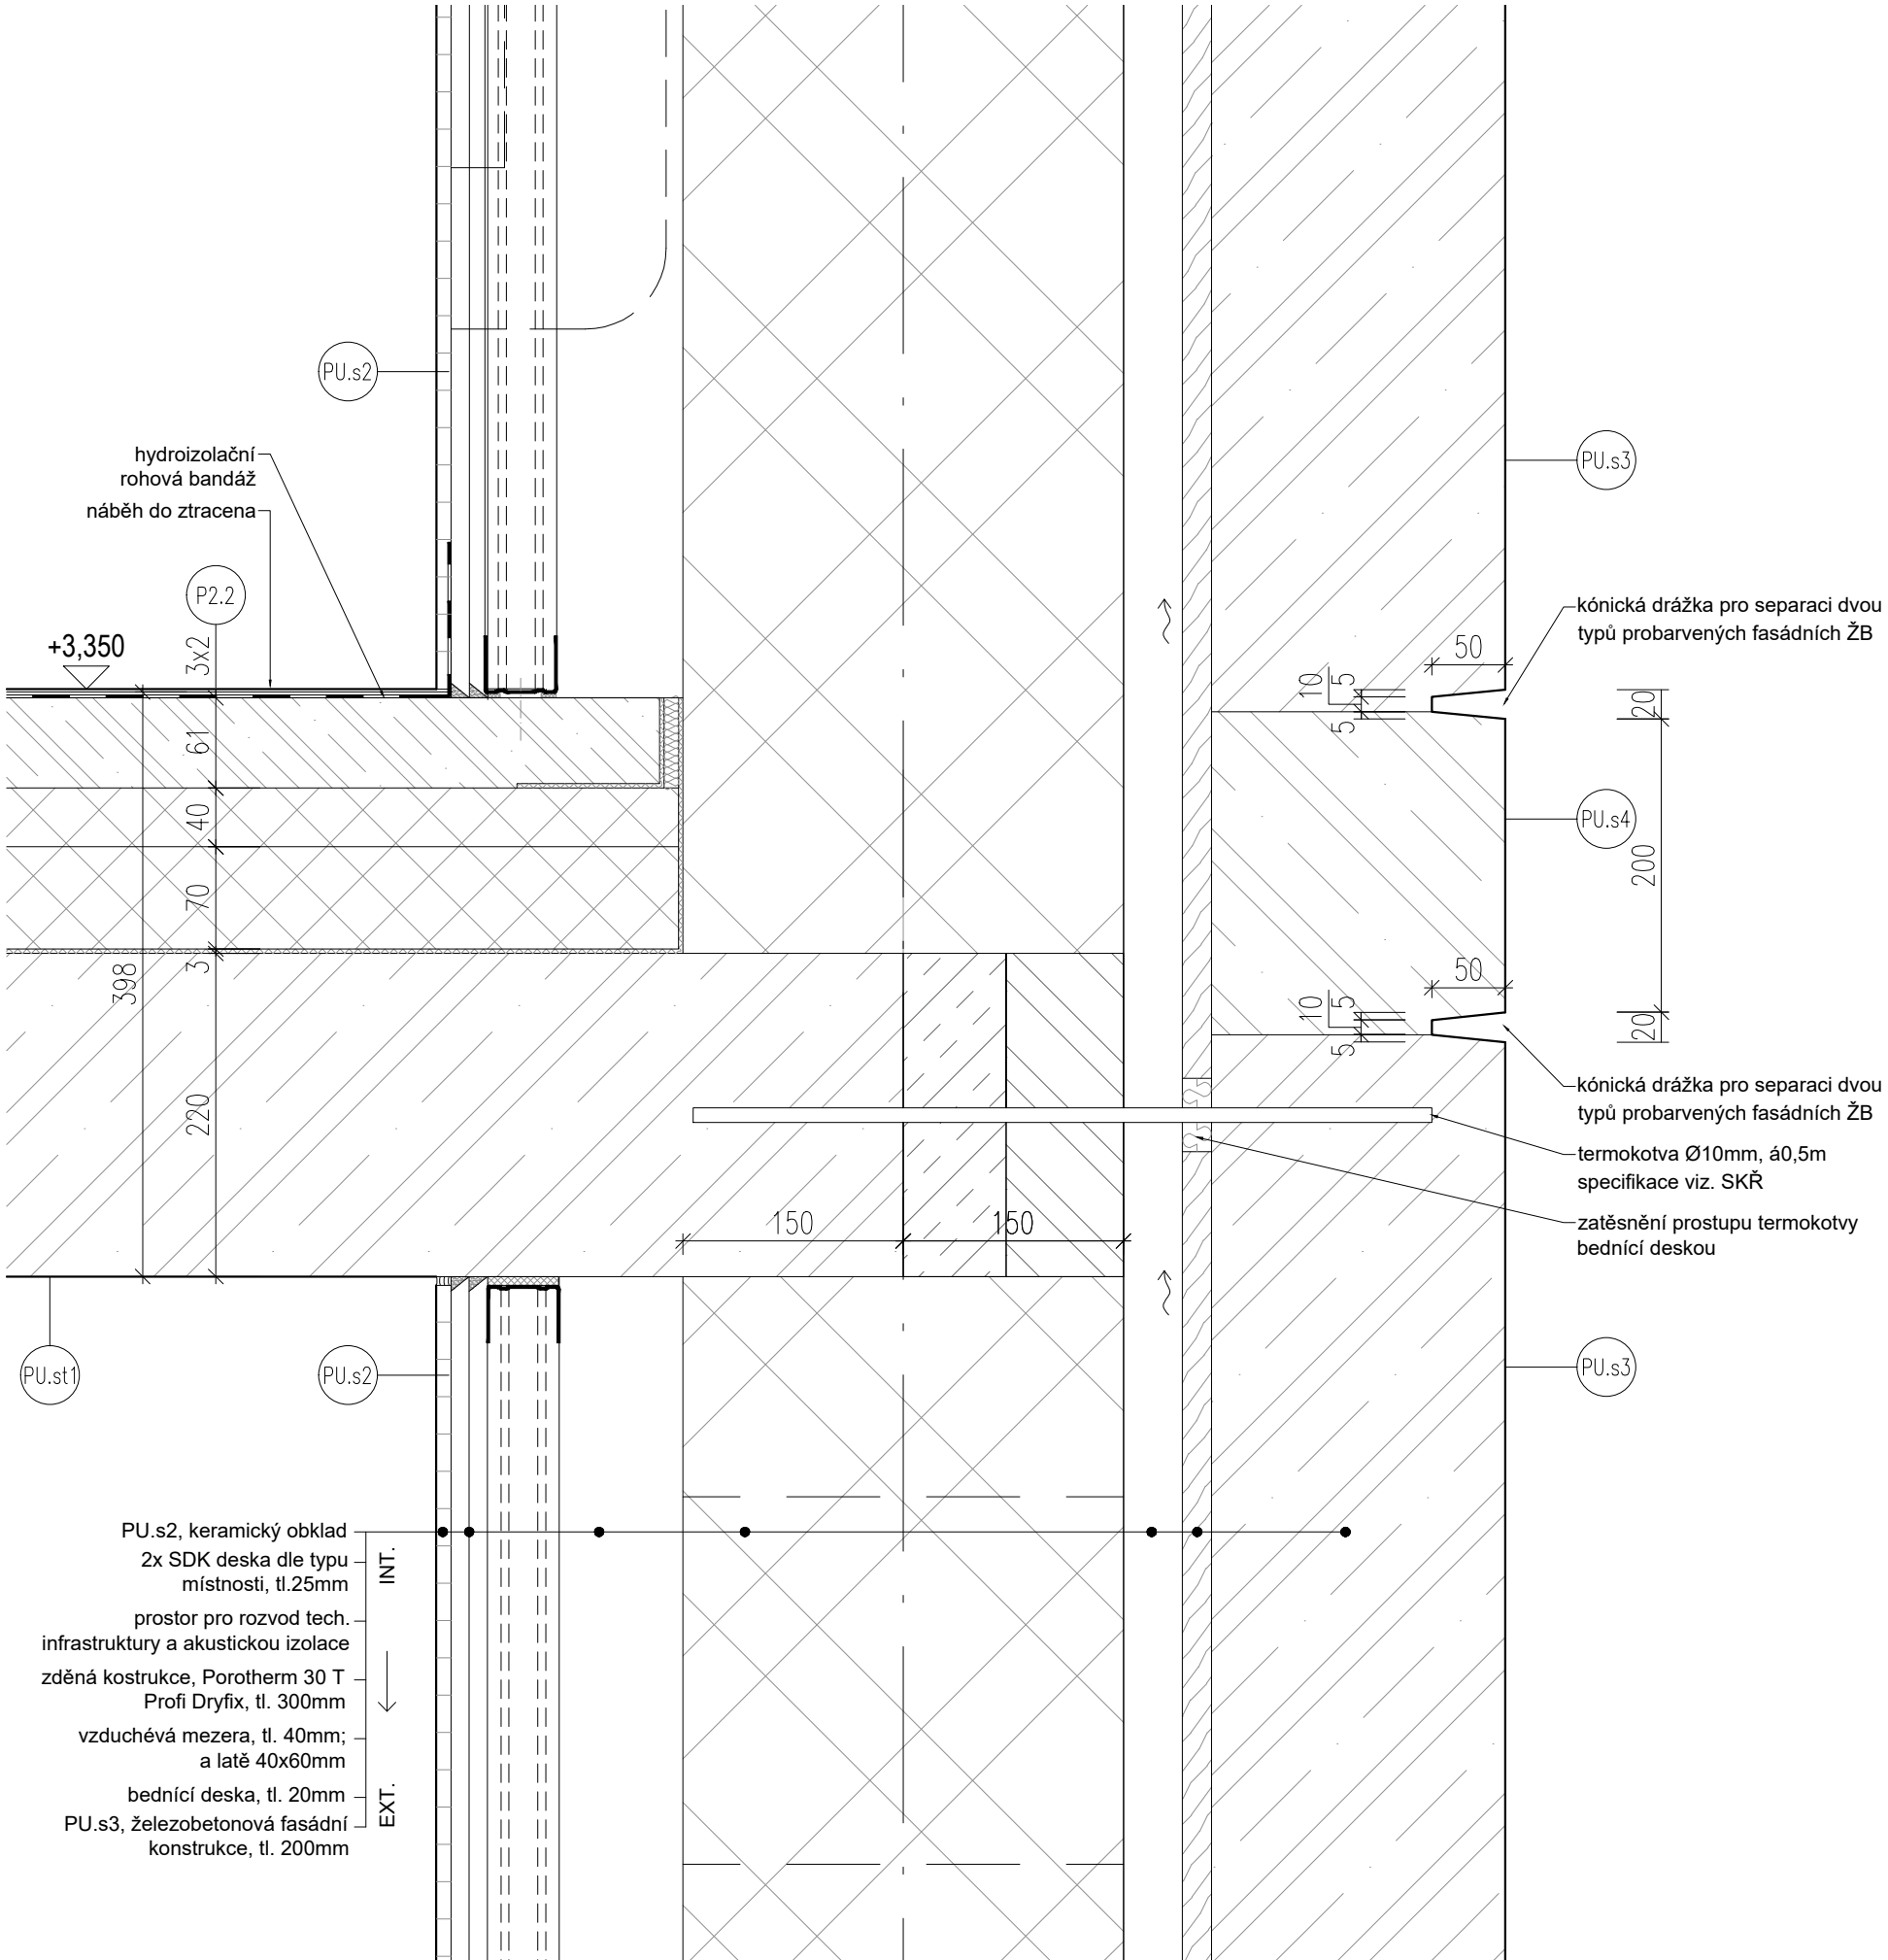 PU.s2
hydroizolační
rohová bandáž
náběh do ztracena
P2.2
+3,350
3x2
61
40
70
3
398
220
150
150
PU.st1
PU.s2
PU.s3
kónická drážka pro separaci dvou
typů probarvených fasádních ŽB
50
10
5
5
20
PU.s4
200
50
10
5
5
20
kónická drážka pro separaci dvou
typů probarvených fasádních ŽB
termokotva Ø10mm, á0,5m
specifikace viz. SKŘ
zatěsnění prostupu termokotvy
bednící deskou
PU.s3
PU.s2, keramický obklad
2x SDK deska dle typu
místnosti, tl.25mm
prostor pro rozvod tech.
infrastruktury a akustickou izolace
zděná kostrukce, Porotherm 30 T
Profi Dryfix, tl. 300mm
vzduchévá mezera, tl. 40mm;
a latě 40x60mm
bednící deska, tl. 20mm
PU.s3, železobetonová fasádní
konstrukce, tl. 200mm
INT.
EXT.